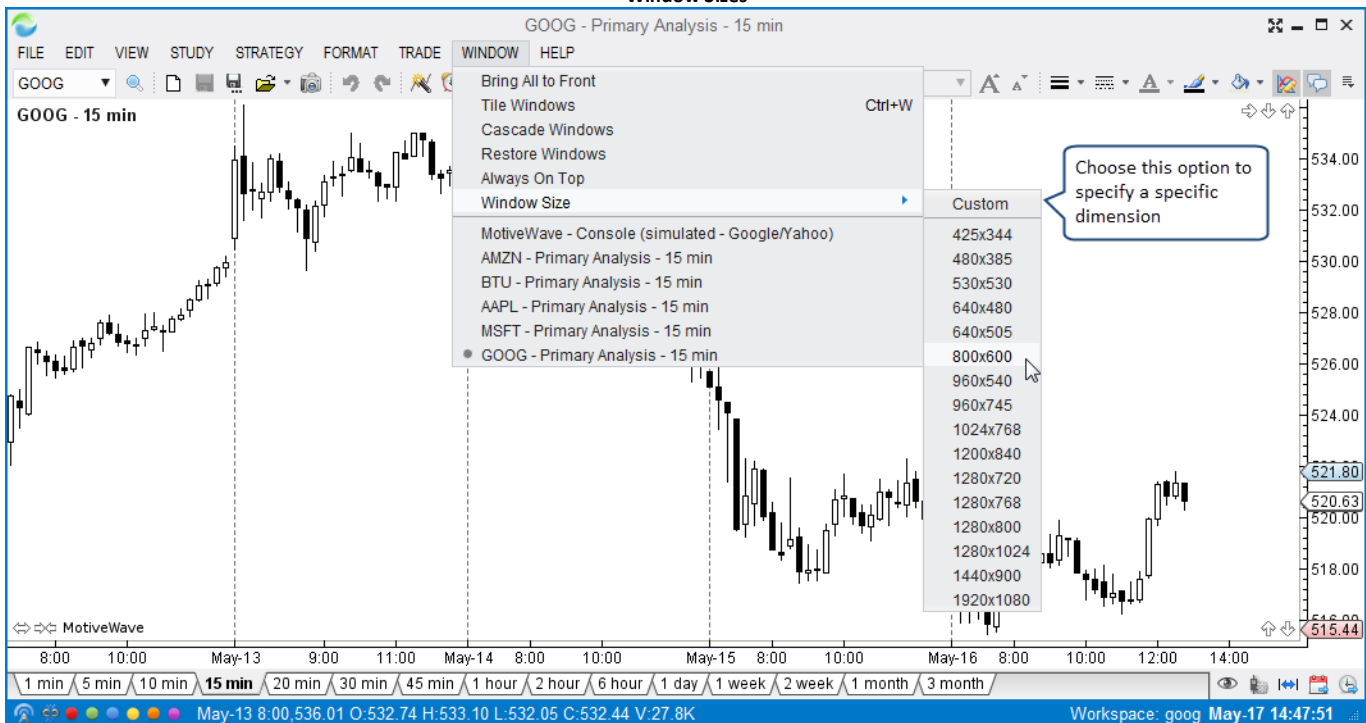 Window Sizes
GOOG - Primary Analysis - 15 min
FILE EDIT VIEW STUDY STRATEGY FORMAT TRADE WINDOW HELP
GOOG
GOOG - 15 min
Bring All to Front
Tile Windows Ctrl+W
Cascade Windows
Restore Windows
Always On Top
Window Size
MotiveWave - Console (simulated - Google/Yahoo)
AMZN - Primary Analysis - 15 min
BTU - Primary Analysis - 15 min
AAPL - Primary Analysis - 15 min
MSFT - Primary Analysis - 15 min
GOOG - Primary Analysis - 15 min
Custom
425x344
480x385
530x530
640x480
640x505
800x600
960x540
960x745
1024x768
1200x840
1280x720
1280x768
1280x800
1280x1024
1440x900
1920x1080
Choose this option to
specify a specific
dimension
534.00
532.00
530.00
528.00
526.00
524.00
521.80
520.63
520.00
518.00
515.44
MotiveWave
8:00 10:00 May-13 9:00 11:00 May-14 8:00 10:00 May-15 8:00 10:00 May-16 8:00 10:00 12:00 14:00
1 min 5 min 10 min 15 min 20 min 30 min 45 min 1 hour 2 hour 6 hour 1 day 1 week 2 week 1 month 3 month
May-13 8:00,536.01 O:532.74 H:533.10 L:532.05 C:532.44 V:27.8K Workspace: goog May-17 14:47:51